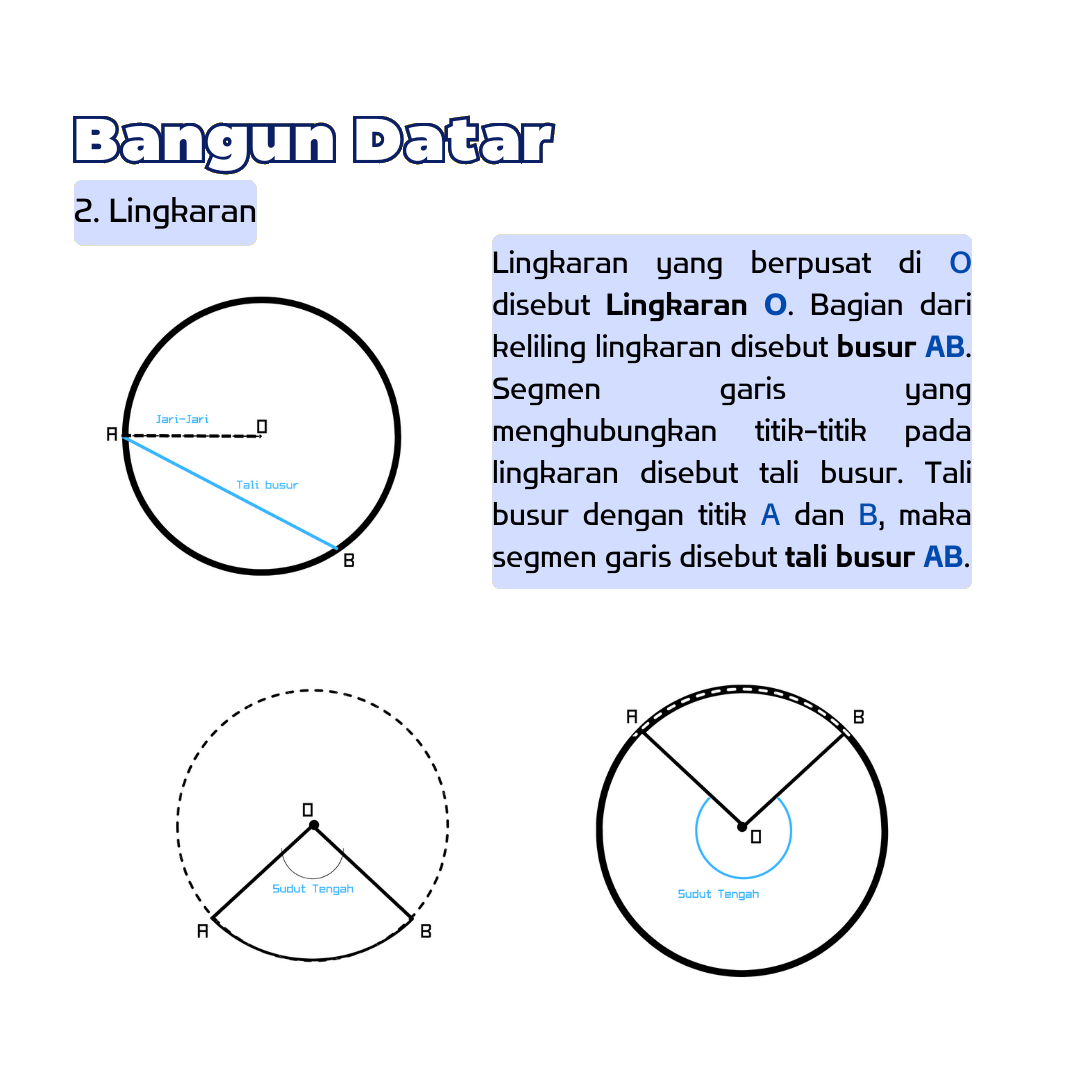 Bangun Datar
2. Lingkaran
Lingkaran yang berpusat di O
disebut Lingkaran O. Bagian dari
keliling lingkaran disebut busur AB.
Segmen garis yang
menghubungkan titik-titik pada
lingkaran disebut tali busur. Tali
busur dengan titik A dan B, maka
segmen garis disebut tali busur AB.
Jari-Jari
A
O
Tali busur
B
O
Sudut Tengah
A
B
A
B
O
Sudut Tengah